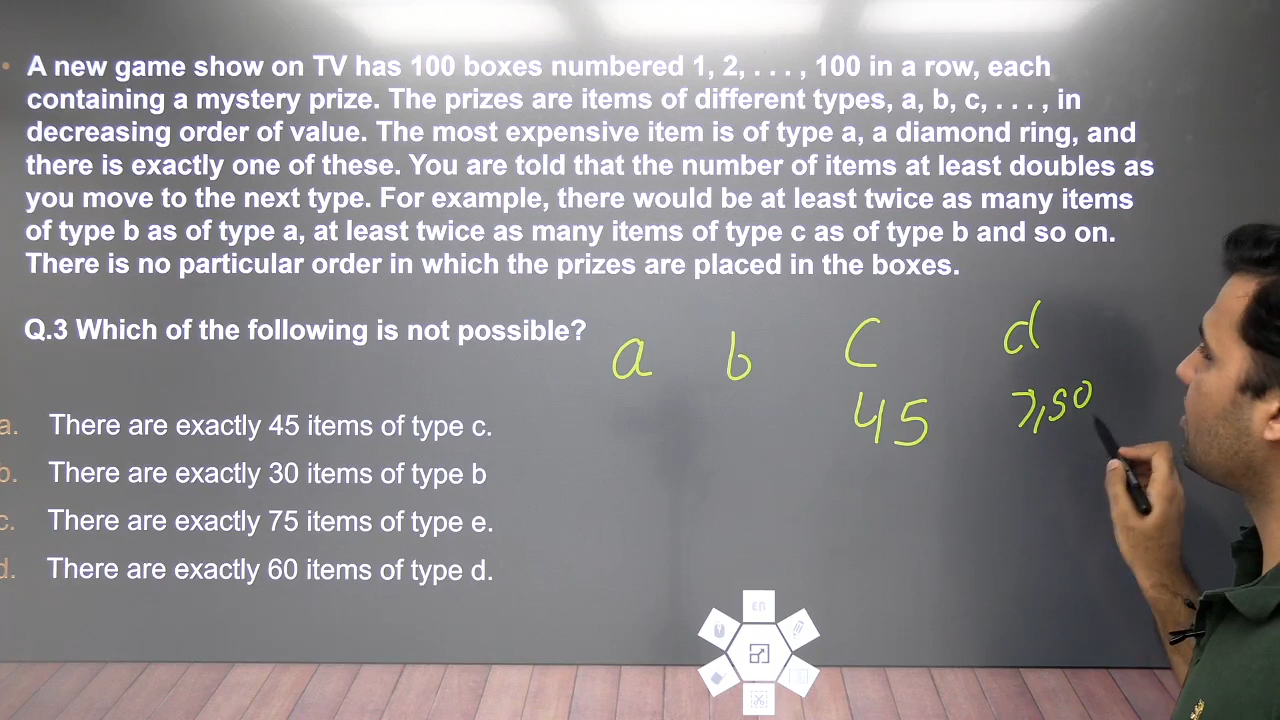 • A new game show on TV has 100 boxes numbered 1, 2, . . . , 100 in a row, each
containing a mystery prize. The prizes are items of different types, a, b, c, . . . , in
decreasing order of value. The most expensive item is of type a, a diamond ring, and
there is exactly one of these. You are told that the number of items at least doubles as
you move to the next type. For example, there would be at least twice as many items
of type b as of type a, at least twice as many items of type c as of type b and so on.
There is no particular order in which the prizes are placed in the boxes.
Q.3 Which of the following is not possible?
a b c d
45 ≥,50
a. There are exactly 45 items of type c.
b. There are exactly 30 items of type b
c. There are exactly 75 items of type e.
d. There are exactly 60 items of type d.
En